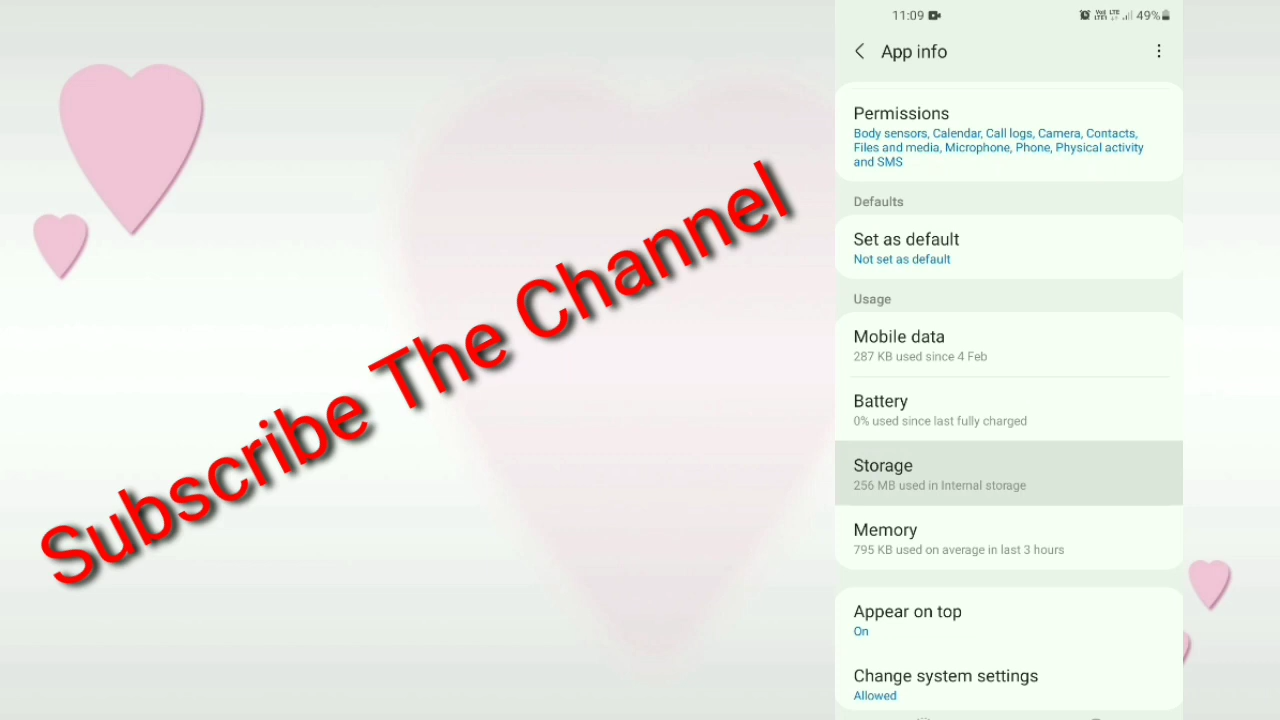 Subscribe The Channel
11:09
49%
App info
Permissions
Body sensors, Calendar, Call logs, Camera, Contacts,
Files and media, Microphone, Phone, Physical activity
and SMS
Defaults
Set as default
Not set as default
Usage
Mobile data
287 KB used since 4 Feb
Battery
0% used since last fully charged
Storage
256 MB used in Internal storage
Memory
795 KB used on average in last 3 hours
Appear on top
On
Change system settings
Allowed